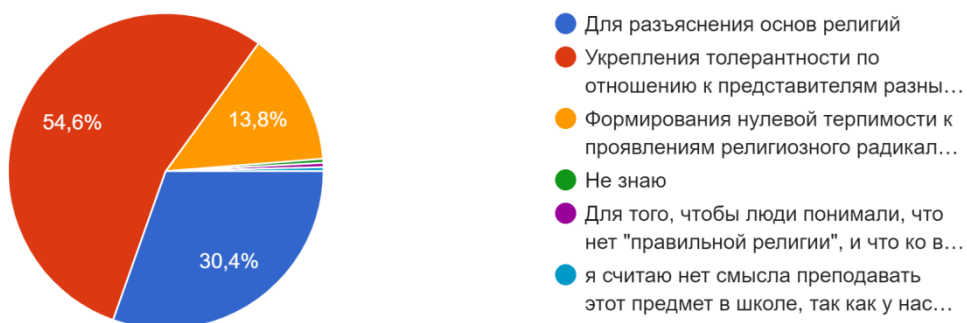 54,6%
13,8%
30,4%
Для разъяснения основ религий
Укрепления толерантности по
отношению к представителям разны…
Формирования нулевой терпимости к
проявлениям религиозного радикал…
Не знаю
Для того, чтобы люди понимали, что
нет "правильной религии", и что ко в…
я считаю нет смысла преподавать
этот предмет в школе, так как у нас…